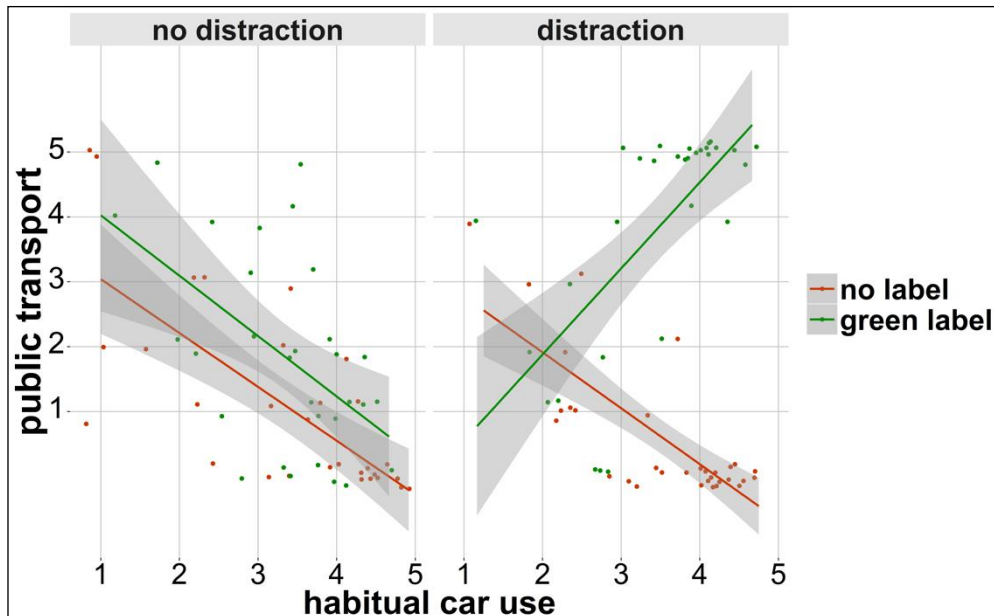 no distraction
distraction
public transport
5
4
3
2
1
1 2 3 4 5
1 2 3 4 5
habitual car use
no label
green label